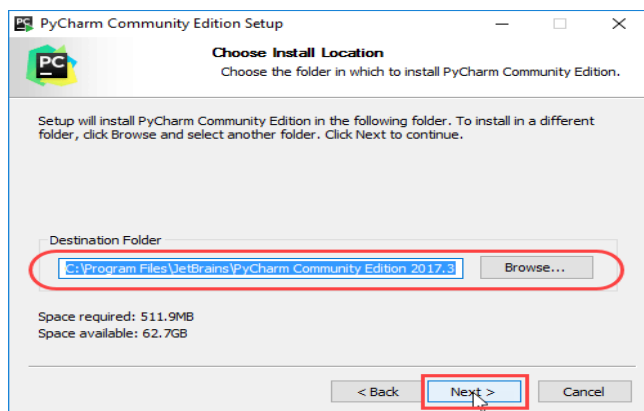 PyCharm Community Edition Setup
PC
Choose Install Location
Choose the folder in which to install PyCharm Community Edition.
Setup will install PyCharm Community Edition in the following folder. To install in a different
folder, click Browse and select another folder. Click Next to continue.
Destination Folder
C:\Program Files\JetBrains\PyCharm Community Edition 2017.3
Browse...
Space required: 511.9MB
Space available: 62.7GB
< Back
Next >
Cancel